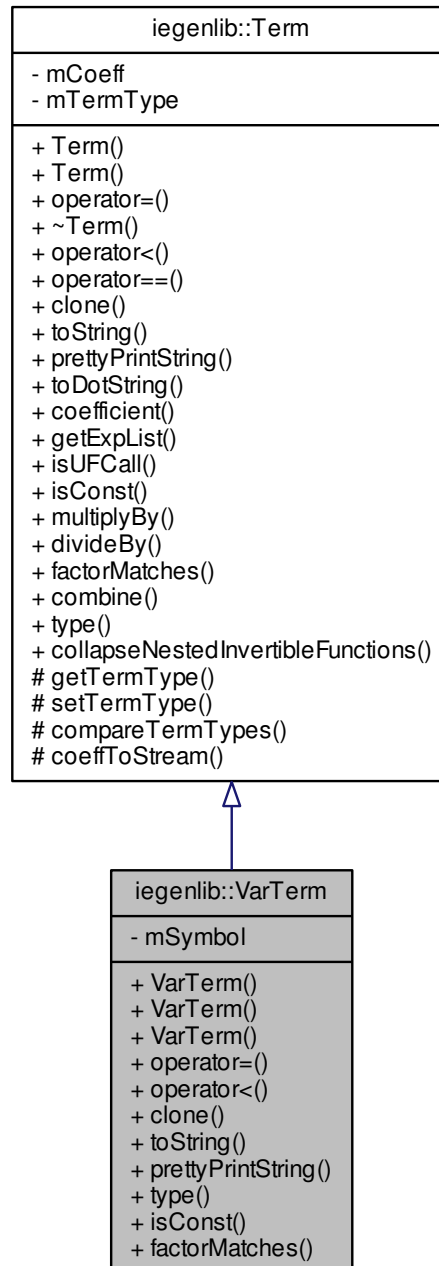 iegenlib::Term
- mCoeff
- mTermType
+ Term()
+ Term()
+ operator=()
+ ~Term()
+ operator<()
+ operator==()
+ clone()
+ toString()
+ prettyPrintString()
+ toDotString()
+ coefficient()
+ getExpList()
+ isUFCall()
+ isConst()
+ multiplyBy()
+ divideBy()
+ factorMatches()
+ combine()
+ type()
+ collapseNestedInvertibleFunctions()
# getTermType()
# setTermType()
# compareTermTypes()
# coeffToStream()
iegenlib::VarTerm
- mSymbol
+ VarTerm()
+ VarTerm()
+ VarTerm()
+ operator=()
+ operator<()
+ clone()
+ toString()
+ prettyPrintString()
+ type()
+ isConst()
+ factorMatches()